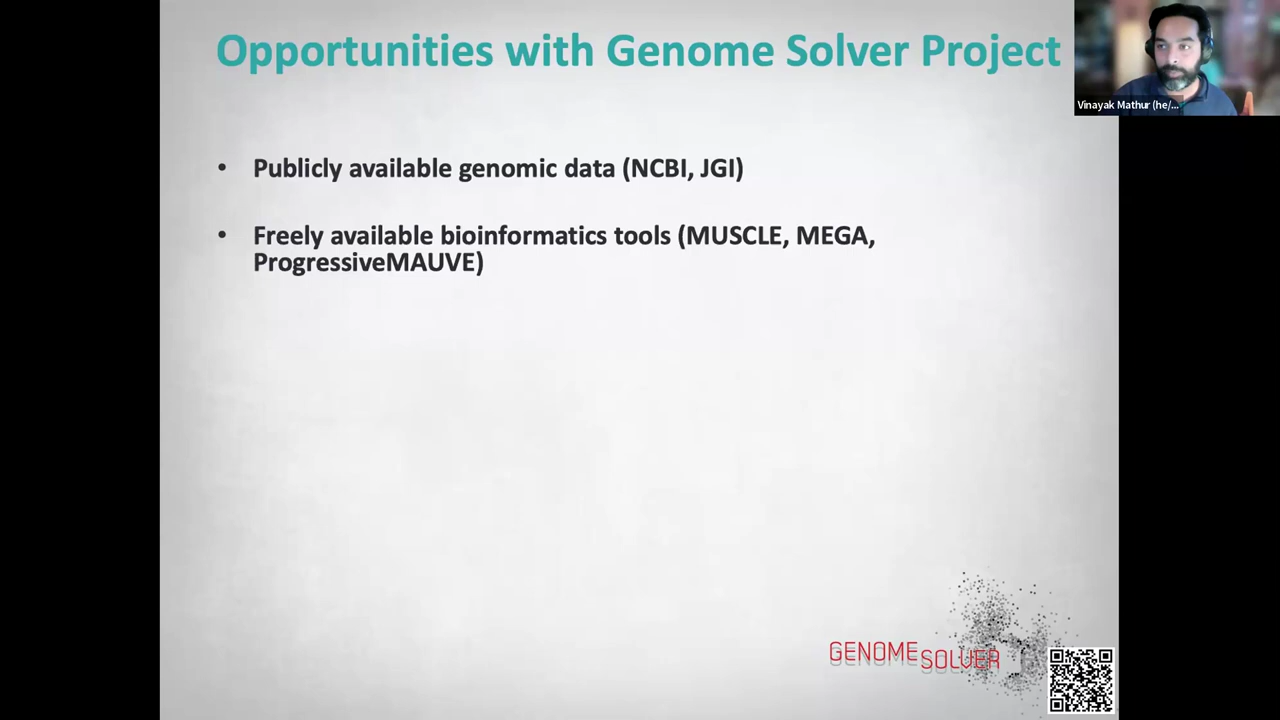 Opportunities with Genome Solver Project
Vinayak Mathur (he/...
• Publicly available genomic data (NCBI, JGI)
• Freely available bioinformatics tools (MUSCLE, MEGA,
ProgressiveMAUVE)
GENOME SOLVER